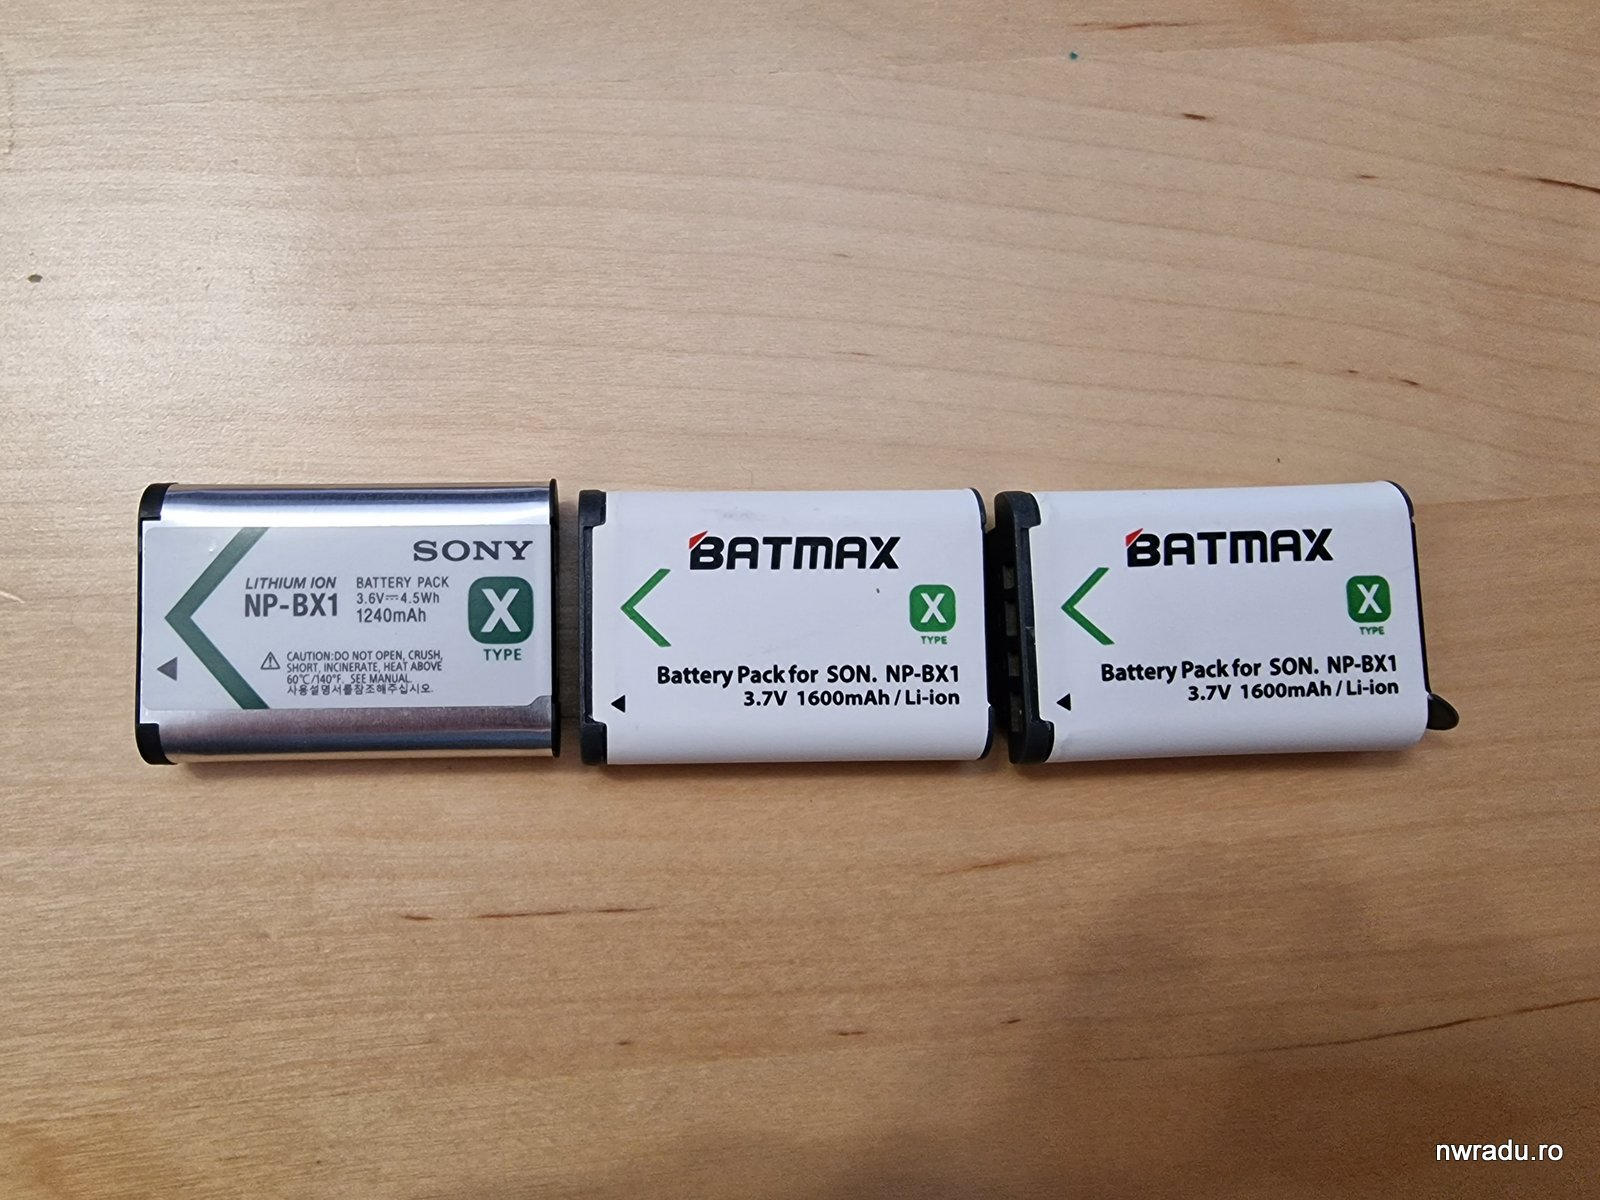 SONY
LITHIUM ION
NP-BX1
BATTERY PACK
3.6V⎓4.5Wh
1240mAh
X
TYPE
CAUTION:DO NOT OPEN, CRUSH,
SHORT, INCINERATE, HEAT ABOVE
60℃/140°F. SEE MANUAL.
사용설명서를참조해주십시오.
BATMAX
X
TYPE
Battery Pack for SON. NP-BX1
3.7V 1600mAh / Li-ion
BATMAX
X
TYPE
Battery Pack for SON. NP-BX1
3.7V 1600mAh / Li-ion
nwradu.ro